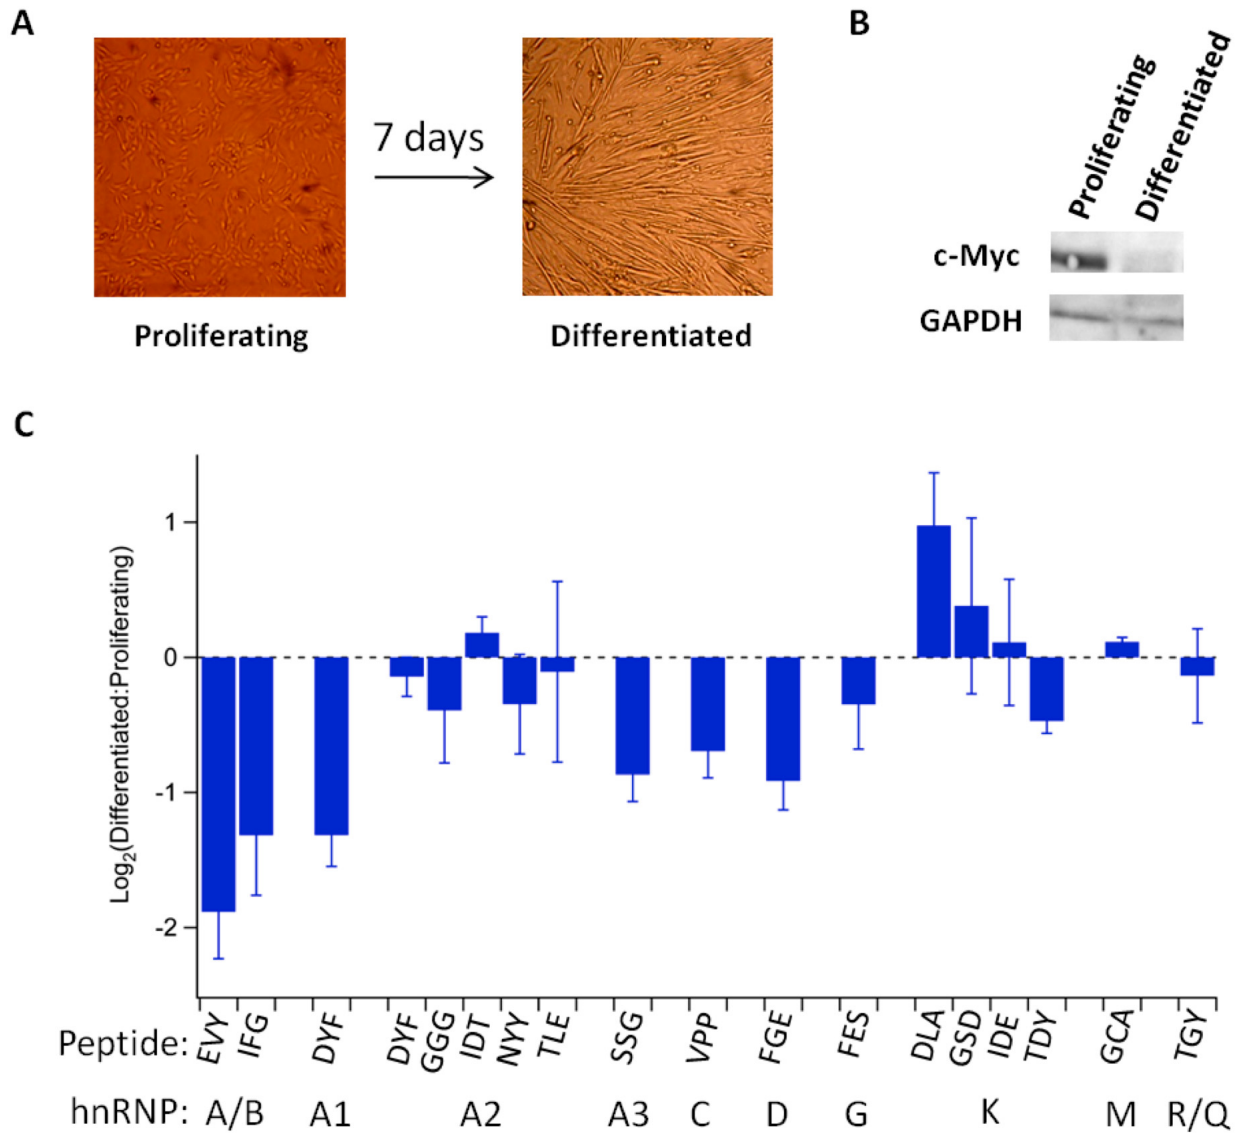 A
B
7 days
Proliferating
Differentiated
Proliferating
Differentiated
c-Myc
GAPDH
C
Log2(Differentiated:Proliferating)
1
0
-1
-2
Peptide: EVY IFG DYF DYF GGG IDT NYY TLE SSG VPP FGE FES DLA GSD IDE TDY GCA TGY
hnRNP: A/B A1 A2 A3 C D G K M R/Q